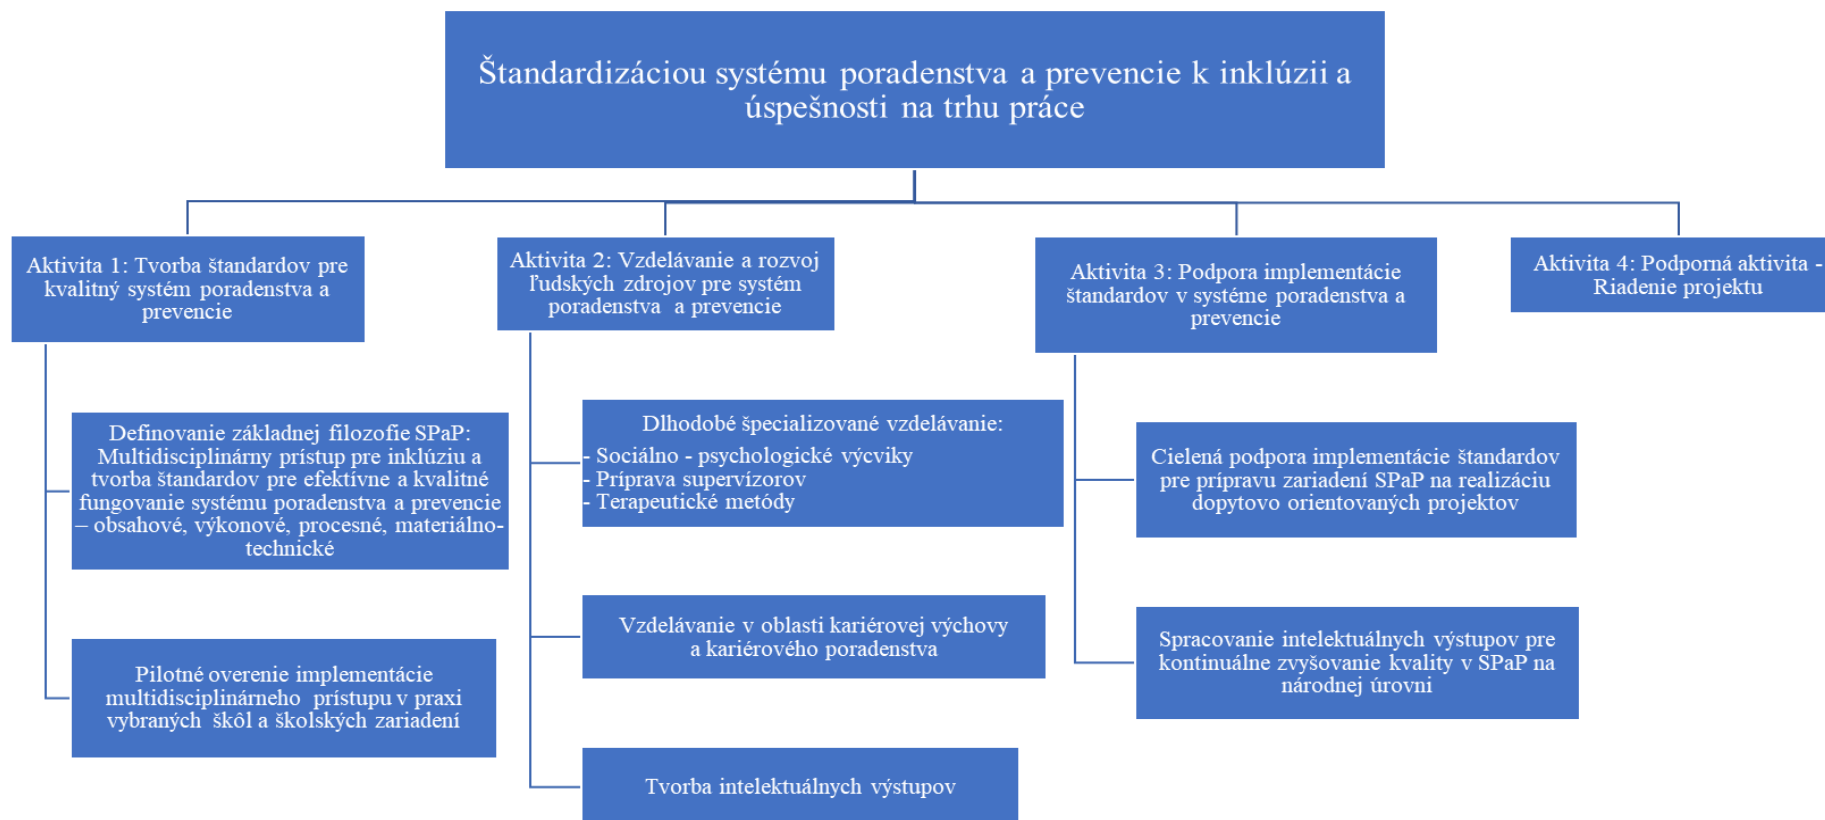 Štandardizáciou systému poradenstva a prevencie k inklúzii a
úspešnosti na trhu práce
Aktivita 1: Tvorba štandardov pre
kvalitný systém poradenstva a
prevencie
Aktivita 2: Vzdelávanie a rozvoj
ľudských zdrojov pre systém
poradenstva a prevencie
Aktivita 3: Podpora implementácie
štandardov v systéme poradenstva a
prevencie
Aktivita 4: Podporná aktivita -
Riadenie projektu
Definovanie základnej filozofie SPaP:
Multidisciplinárny prístup pre inklúziu a
tvorba štandardov pre efektívne a kvalitné
fungovanie systému poradenstva a prevencie
– obsahové, výkonové, procesné, materiálno-
technické
Pilotné overenie implementácie
multidisciplinárneho prístupu v praxi
vybraných škôl a školských zariadení
Dlhodobé špecializované vzdelávanie:
- Sociálno - psychologické výcviky
- Príprava supervízorov
- Terapeutické metódy
Vzdelávanie v oblasti kariérovej výchovy
a kariérového poradenstva
Tvorba intelektuálnych výstupov
Cielená podpora implementácie štandardov
pre prípravu zariadení SPaP na realizáciu
dopytovo orientovaných projektov
Spracovanie intelektuálnych výstupov pre
kontinuálne zvyšovanie kvality v SPaP na
národnej úrovni